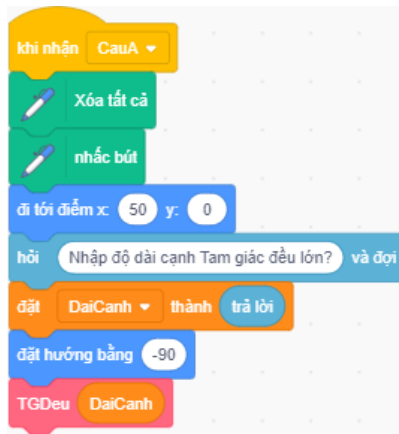 khi nhận CauA
Xóa tất cả
nhấc bút
đi tới điểm x: 50 y: 0
hỏi Nhập độ dài cạnh Tam giác đều lớn? và đợi
đặt DaiCanh thành trả lời
đặt hướng bằng -90
TGDeu DaiCanh